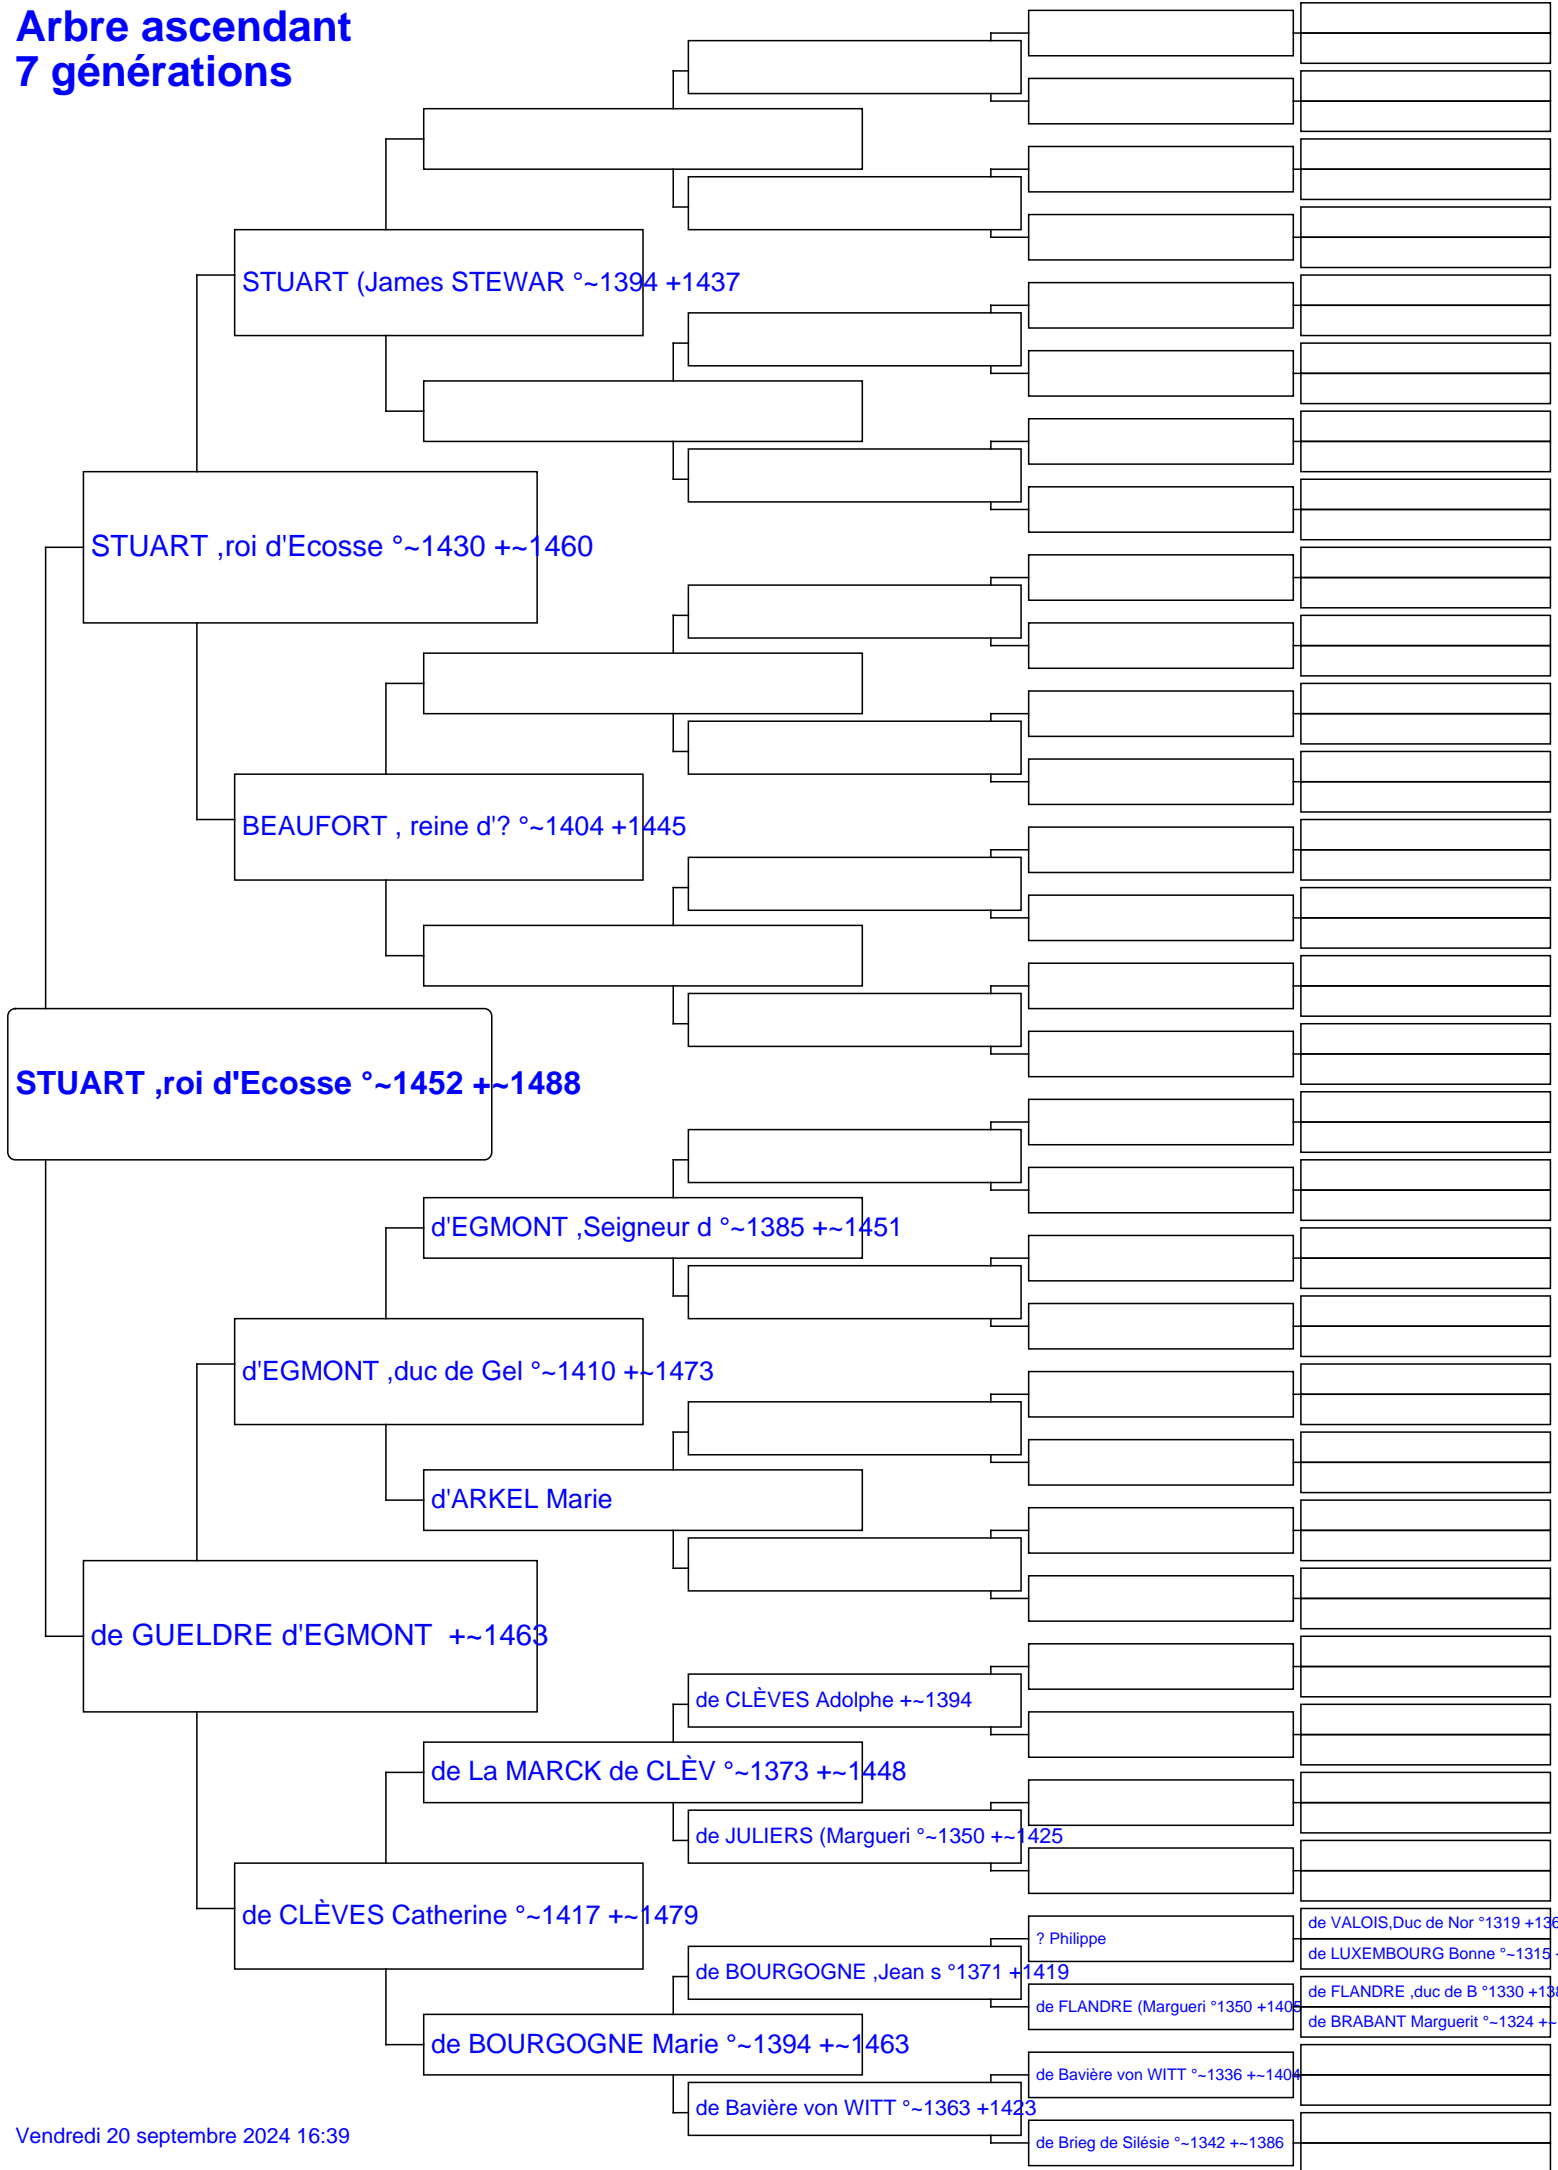 Arbre ascendant
7 générations
STUART (James STEWAR °~1394 +1437
STUART ,roi d'Ecosse °~1430 +~1460
BEAUFORT , reine d'? °~1404 +1445
STUART ,roi d'Ecosse °~1452 +~1488
d'EGMONT ,Seigneur d °~1385 +~1451
d'EGMONT ,duc de Gel °~1410 +~1473
d'ARKEL Marie
de GUELDRE d'EGMONT  +~1463
de CLÈVES Adolphe +~1394
de La MARCK de CLÈV °~1373 +~1448
de JULIERS (Margueri °~1350 +~1425
de CLÈVES Catherine °~1417 +~1479
? Philippe
de VALOIS,Duc de Nor °1319 +136
de LUXEMBOURG Bonne °~1315 +
de BOURGOGNE ,Jean s °1371 +1419
de FLANDRE (Margueri °1350 +1405
de FLANDRE ,duc de B °1330 +138
de BRABANT Marguerit °~1324 +~
de BOURGOGNE Marie °~1394 +~1463
de Bavière von WITT °~1336 +~1404
de Bavière von WITT °~1363 +1423
de Brieg de Silésie °~1342 +~1386
Vendredi 20 septembre 2024 16:39